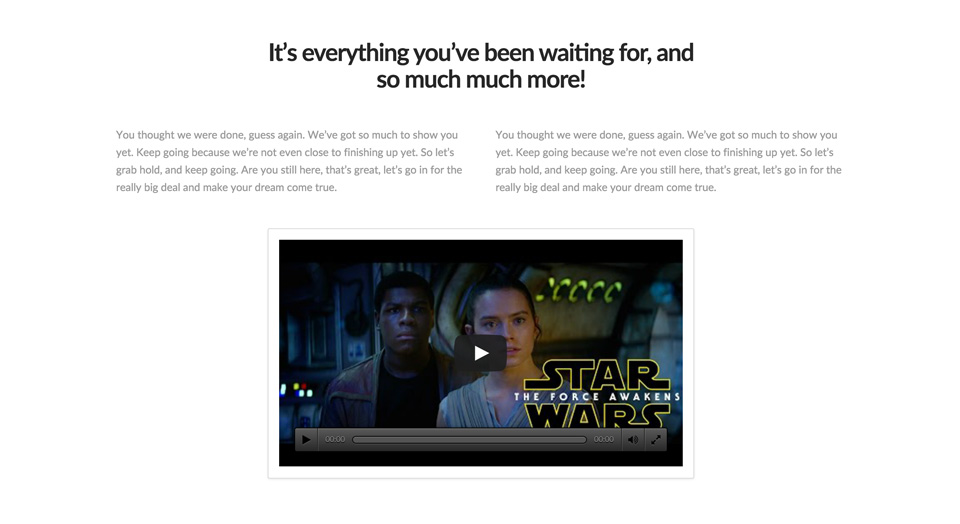 It's everything you've been waiting for, and
so much much more!
You thought we were done, guess again. We've got so much to show you
yet. Keep going because we're not even close to finishing up yet. So let's
grab hold, and keep going. Are you still here, that's great, let's go in for the
really big deal and make your dream come true.
You thought we were done, guess again. We've got so much to show you
yet. Keep going because we're not even close to finishing up yet. So let's
grab hold, and keep going. Are you still here, that's great, let's go in for the
really big deal and make your dream come true.
STAR
THE FORCE AWAKENS
WARS
00:00 00:00